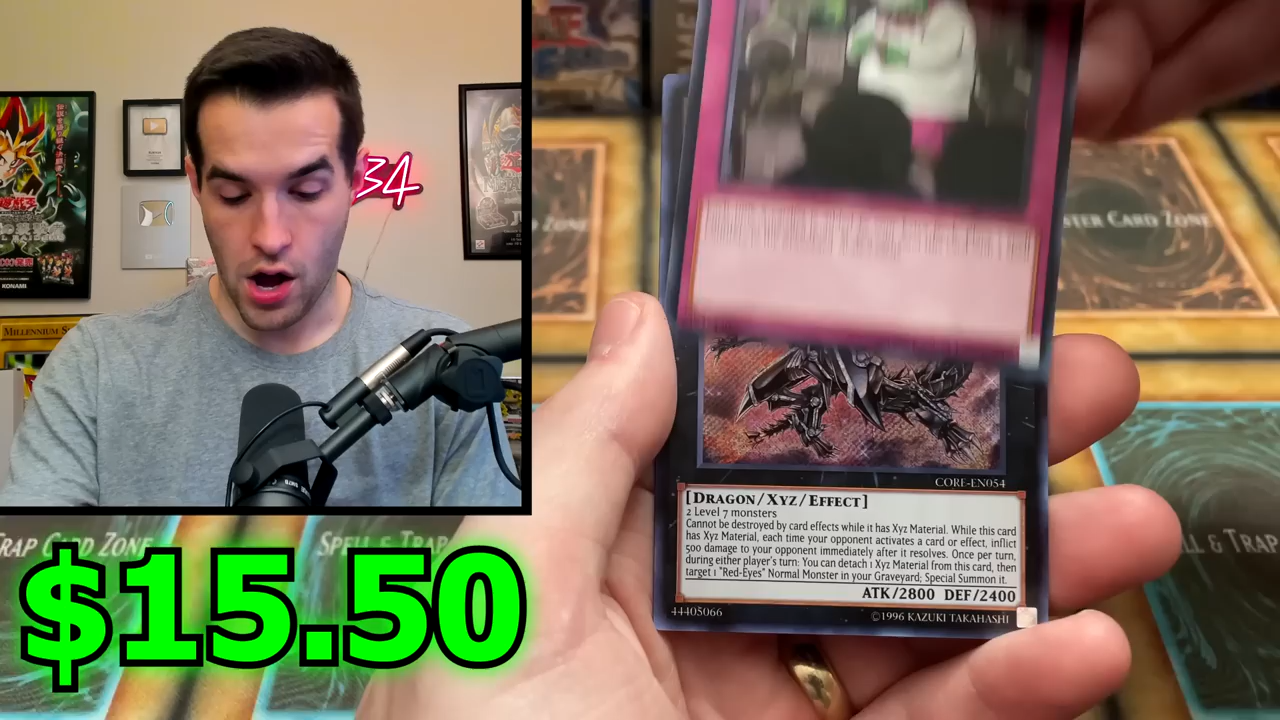 KONAMI
MILLENNIUM S
34
TRAP CARD ZONE
SPELL & TRAP
STER CARD ZONE
LL & TRAP
CORE-EN054
[DRAGON/XYZ/EFFECT]
2 Level 7 monsters
Cannot be destroyed by card effects while it has Xyz Material. While this card
has Xyz Material, each time your opponent activates a card or effect, inflict
500 damage to your opponent immediately after it resolves. Once per turn,
during either player's turn: You can detach 1 Xyz Material from this card, then
target 1 "Red-Eyes" Normal Monster in your Graveyard; Special Summon it.
ATK/2800 DEF/2400
44405066
©1996 KAZUKI TAKAHASHI
$15.50